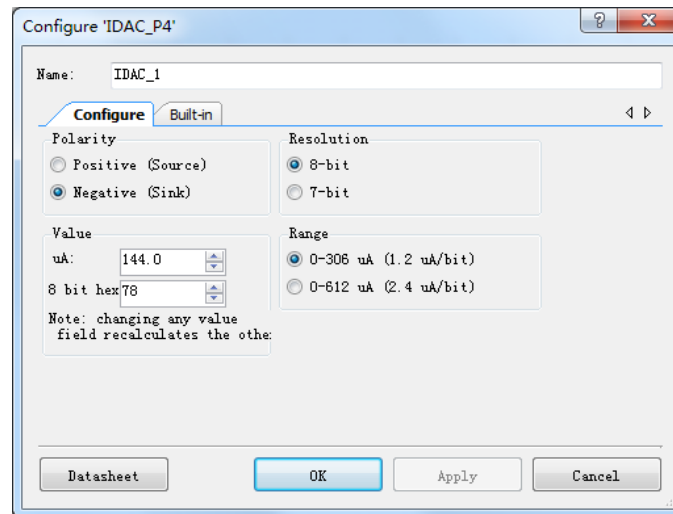 Configure 'IDAC_P4'
Name: IDAC_1
Configure Built-in
Polarity
Positive (Source)
Negative (Sink)
Resolution
8-bit
7-bit
Value
uA: 144.0
8 bit hex 78
Note: changing any value
field recalculates the othe
Range
0-306 uA (1.2 uA/bit)
0-612 uA (2.4 uA/bit)
Datasheet OK Apply Cancel